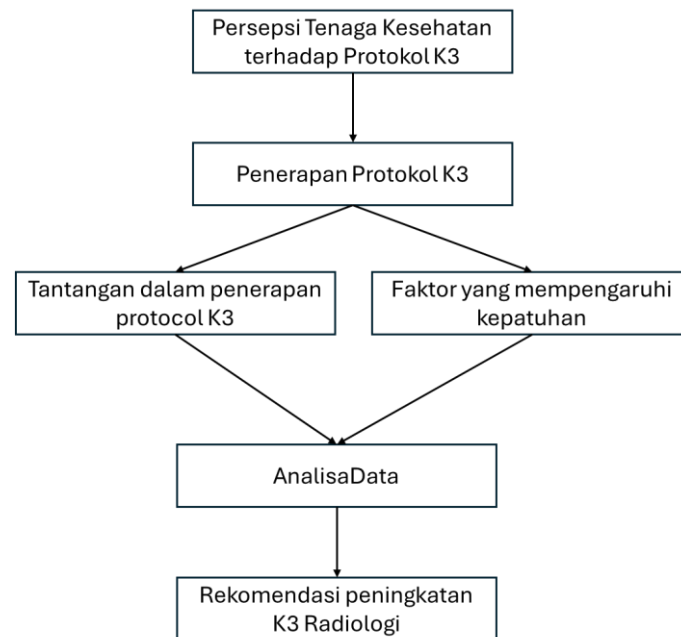 Persepsi Tenaga Kesehatan
terhadap Protokol K3
Penerapan Protokol K3
Tantangan dalam penerapan
protocol K3
Faktor yang mempengaruhi
kepatuhan
AnalisaData
Rekomendasi peningkatan
K3 Radiologi